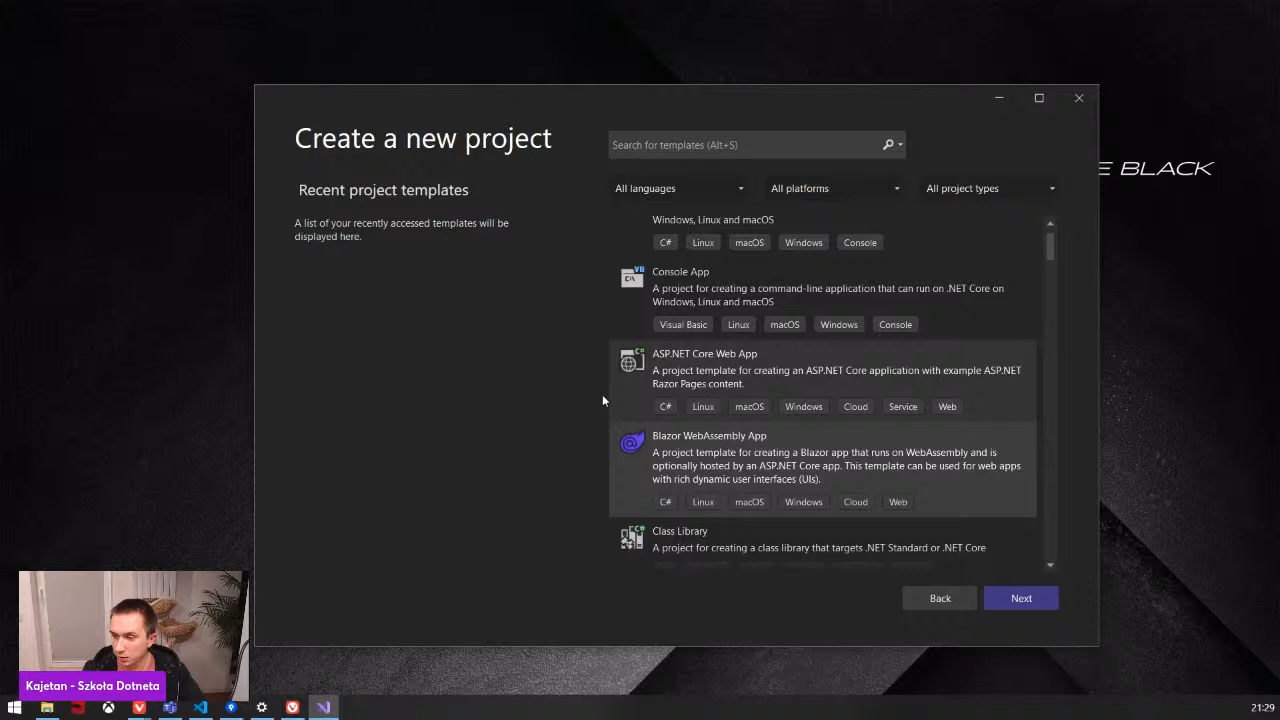 Create a new project
Search for templates (Alt+S)
Recent project templates
All languages
All platforms
All project types
A list of your recently accessed templates will be
displayed here.
Windows, Linux and macOS
C#
Linux
macOS
Windows
Console
E BLACK
VB
Console App
A project for creating a command-line application that can run on .NET Core on
Windows, Linux and macOS
Visual Basic
Linux
macOS
Windows
Console
ASP.NET Core Web App
A project template for creating an ASP.NET Core application with example ASP.NET
Razor Pages content.
C#
Linux
macOS
Windows
Cloud
Service
Web
Blazor WebAssembly App
A project template for creating a Blazor app that runs on WebAssembly and is
optionally hosted by an ASP.NET Core app. This template can be used for web apps
with rich dynamic user interfaces (UIs).
C#
Linux
macOS
Windows
Cloud
Web
Class Library
A project for creating a class library that targets .NET Standard or .NET Core
Back
Next
Kajetan - Szkoła Dotneta
21:29